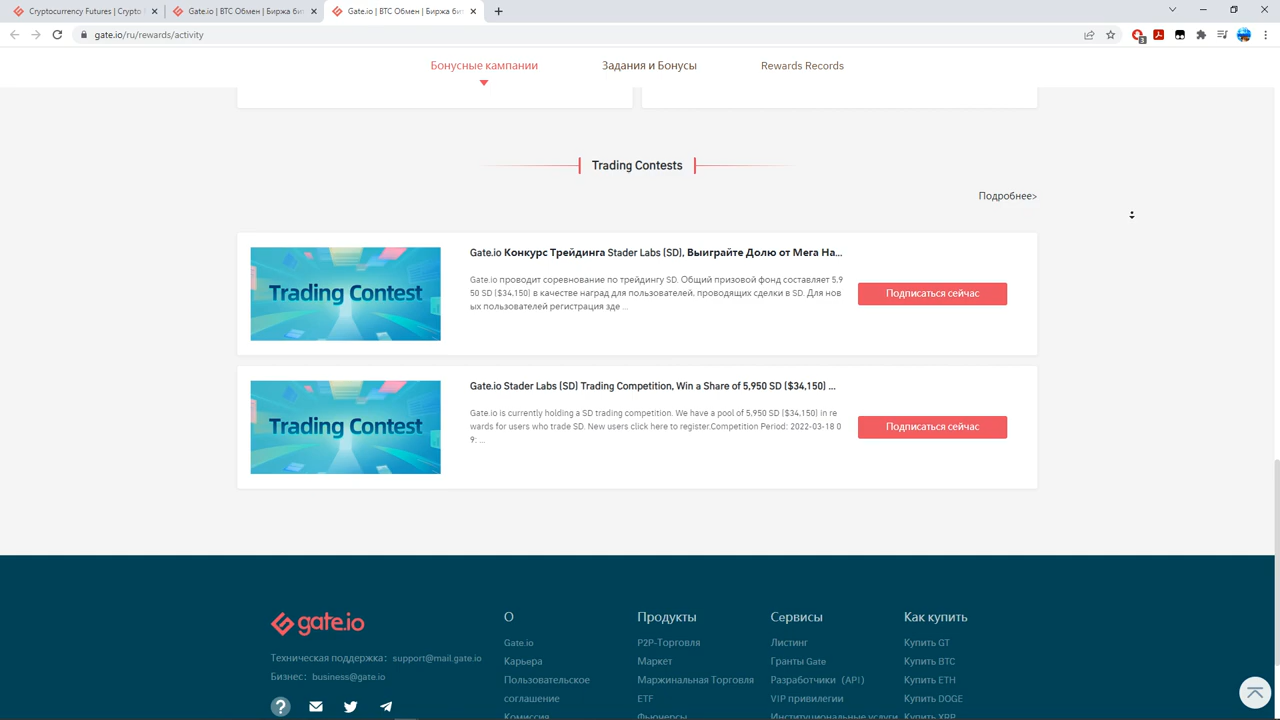 Cryptocurrency Futures | Crypto
Gate.io | BTC Обмен | Биржа би
Gate.io | BTC Обмен | Биржа би
gate.io/ru/rewards/activity
3
Бонусные кампании
Задания и Бонусы
Rewards Records
Trading Contests
Подробнее>
Trading Contest
Gate.io Конкурс Трейдинга Stader Labs (SD), Выиграйте Долю от Мега На...
Gate.io проводит соревнование по трейдингу SD. Общий призовой фонд составляет 5,9
50 SD ($34,150) в качестве наград для пользователей, проводящих сделки в SD. Для нов
ых пользователей регистрация зде ...
Подписаться сейчас
Trading Contest
Gate.io Stader Labs (SD) Trading Competition, Win a Share of 5,950 SD ($34,150) ...
Gate.io is currently holding a SD trading competition. We have a pool of 5,950 SD ($34,150) in re
wards for users who trade SD. New users click here to register.Competition Period: 2022-03-18 0
9: ...
Подписаться сейчас
gate.io
Техническая поддержка: support@mail.gate.io
Бизнес: business@gate.io
О
Gate.io
Карьера
Пользовательское
соглашение
Комиссия
Продукты
P2P-Торговля
Маркет
Маржинальная Торговля
ETF
Фьючерсы
Сервисы
Листинг
Гранты Gate
Разработчики (API)
VIP привилегии
Институциональные услуги
Как купить
Купить GT
Купить BTC
Купить ETH
Купить DOGE
Купить XRP